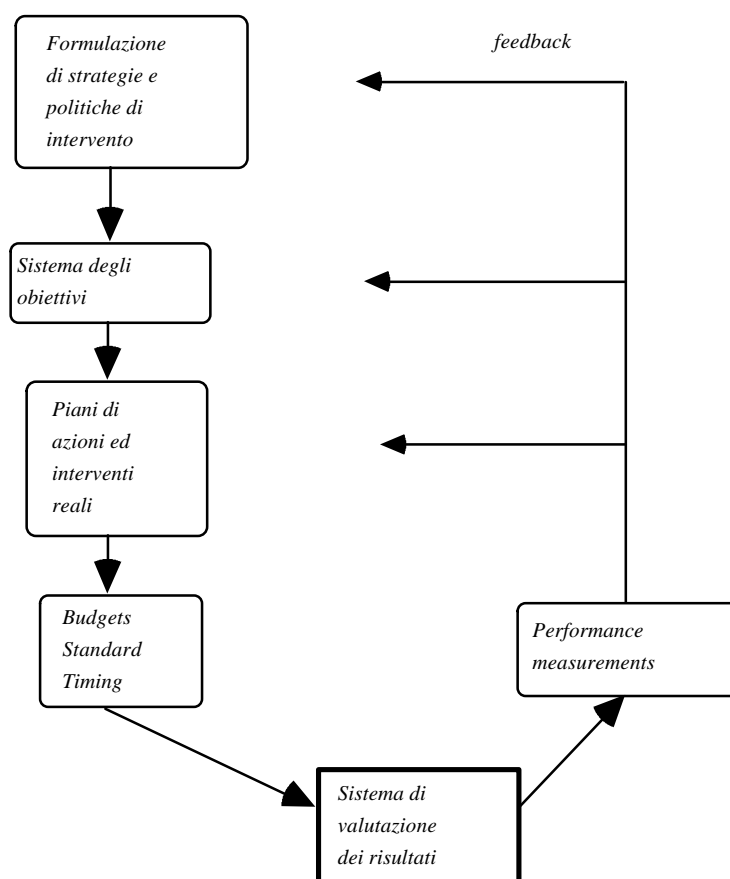 Formulazione
di strategie e
politiche di
intervento
feedback
Sistema degli
obiettivi
Piani di
azioni ed
interventi
reali
Budgets
Standard
Timing
Performance
measurements
Sistema di
valutazione
dei risultati